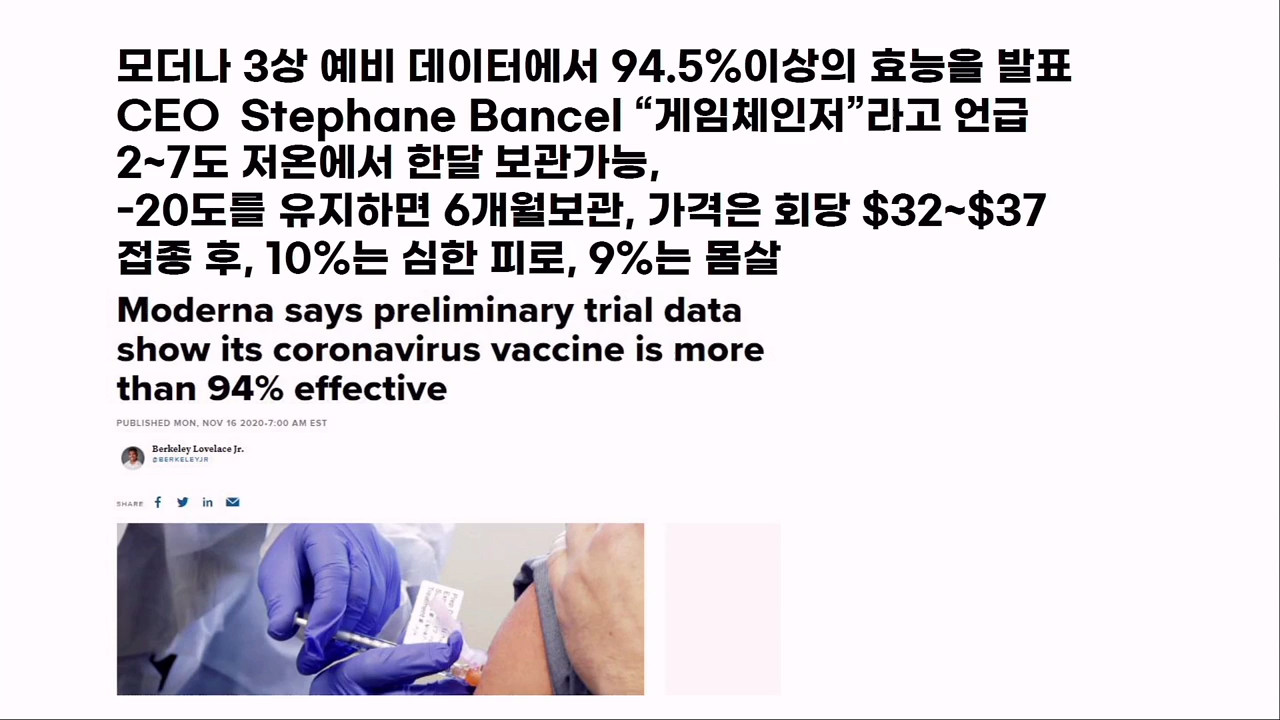 모더나 3상 예비 데이터에서 94.5%이상의 효능을 발표
CEO Stephane Bancel “게임체인저”라고 언급
2~7도 저온에서 한달 보관가능,
-20도를 유지하면 6개월보관, 가격은 회당 $32~$37
접종 후, 10%는 심한 피로, 9%는 몸살
Moderna says preliminary trial data
show its coronavirus vaccine is more
than 94% effective
PUBLISHED MON, NOV 16 2020-7:00 AM EST
Berkeley Lovelace Jr.
@BERKELEYJR
SHARE